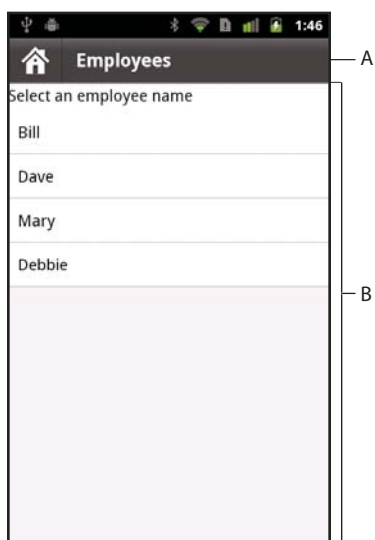 1:46
Employees
A
Select an employee name
Bill
Dave
Mary
Debbie
B